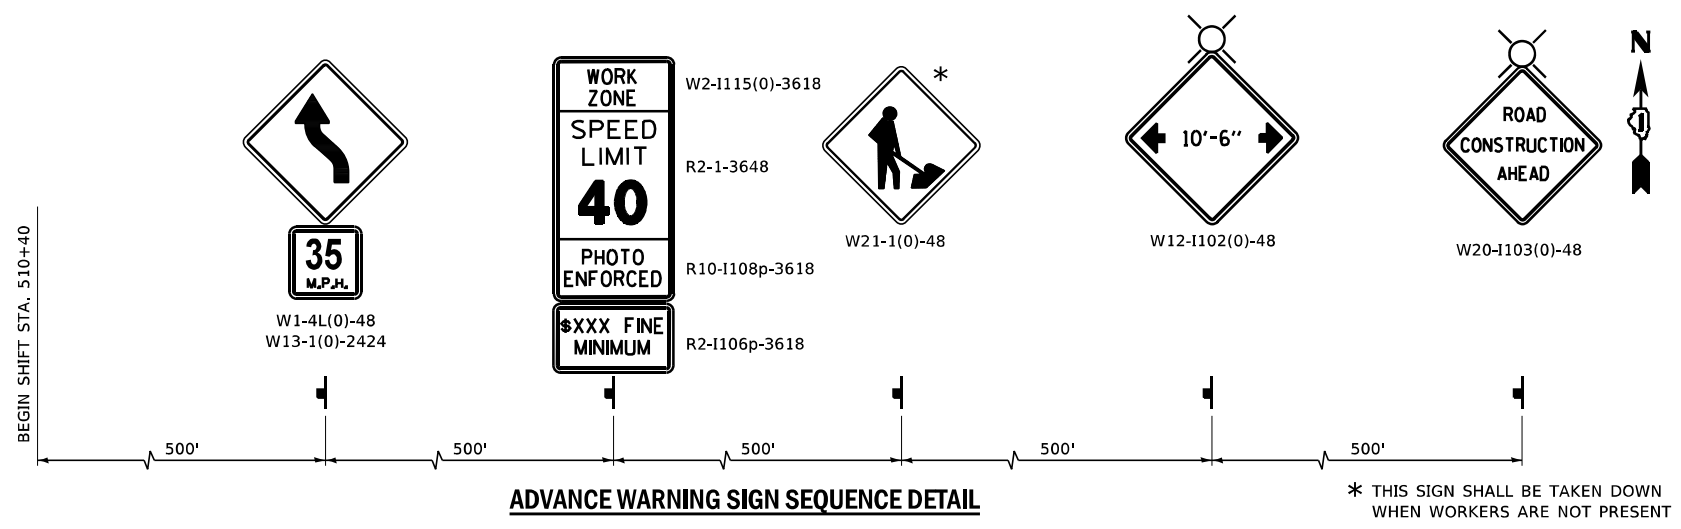 BEGIN SHIFT STA. 510+40
35
M.P.H.
W1-4L(0)-48
W13-1(0)-2424
WORK
ZONE
SPEED
LIMIT
40
PHOTO
ENFORCED
$XXX FINE
MINIMUM
W2-I115(0)-3618
R2-1-3648
R10-I108p-3618
R2-I106p-3618
*
W21-1(0)-48
10'-6''
W12-I102(0)-48
ROAD
CONSTRUCTION
AHEAD
W20-I103(0)-48
N
1
500'
500'
500'
500'
500'
ADVANCE WARNING SIGN SEQUENCE DETAIL
* THIS SIGN SHALL BE TAKEN DOWN
WHEN WORKERS ARE NOT PRESENT